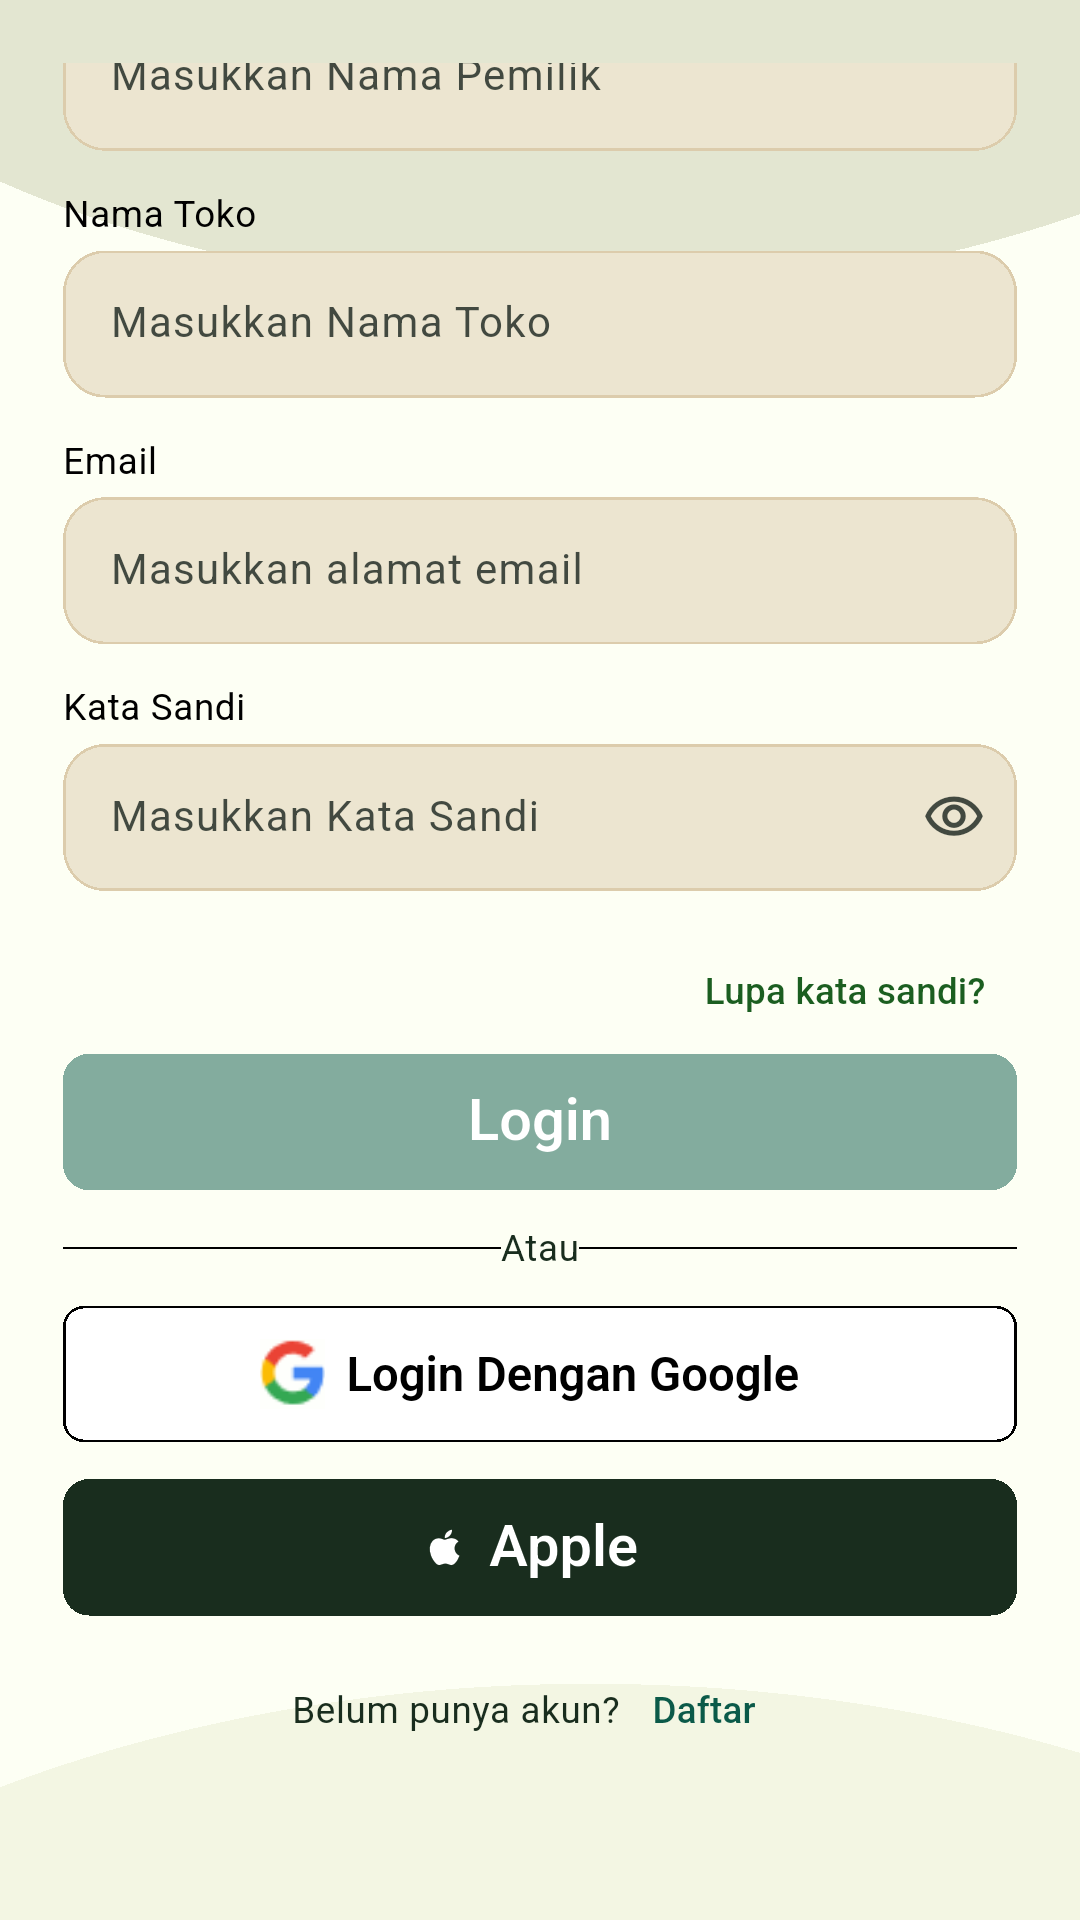 Masukkan Nama Pemilik
Nama Toko
Masukkan Nama Toko
Email
Masukkan alamat email
Kata Sandi
Masukkan Kata Sandi
Lupa kata sandi?
Login
Atau
Login Dengan Google
Apple
Belum punya akun? Daftar